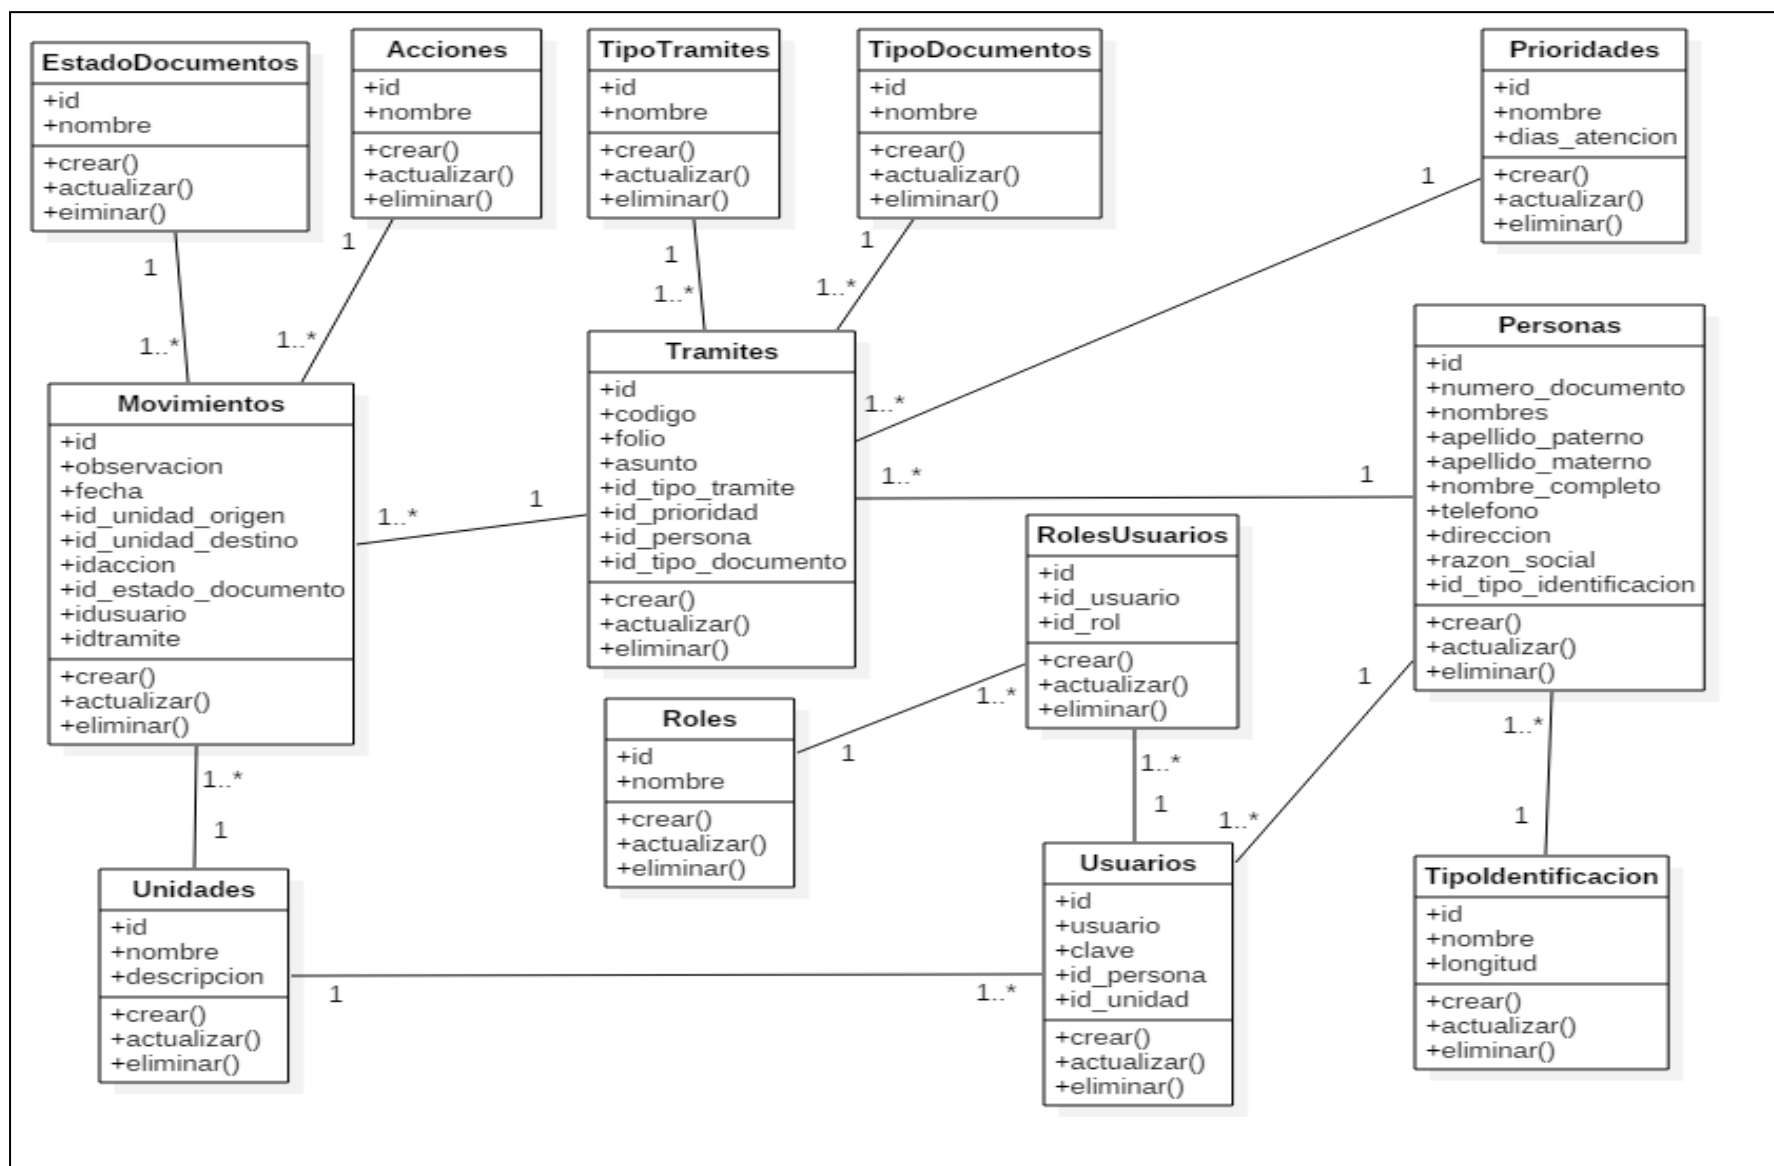 EstadoDocumentos
+id
+nombre
+crear()
+actualizar()
+eiminar()
Acciones
+id
+nombre
+crear()
+actualizar()
+eliminar()
TipoTramites
+id
+nombre
+crear()
+actualizar()
+eliminar()
TipoDocumentos
+id
+nombre
+crear()
+actualizar()
+eliminar()
Prioridades
+id
+nombre
+dias_atencion
+crear()
+actualizar()
+eliminar()
1
1..*
1
1..*
1
1..*
1
1..*
1
1..*
Movimientos
+id
+observacion
+fecha
+id_unidad_origen
+id_unidad_destino
+idaccion
+id_estado_documento
+idusuario
+idtramite
+crear()
+actualizar()
+eliminar()
1..*
1
Tramites
+id
+codigo
+folio
+asunto
+id_tipo_tramite
+id_prioridad
+id_persona
+id_tipo_documento
+crear()
+actualizar()
+eliminar()
1..*
1
Personas
+id
+numero_documento
+nombres
+apellido_paterno
+apellido_materno
+nombre_completo
+telefono
+direccion
+razon_social
+id_tipo_identificacion
+crear()
+actualizar()
+eliminar()
RolesUsuarios
+id
+id_usuario
+id_rol
+crear()
+actualizar()
+eliminar()
Roles
+id
+nombre
+crear()
+actualizar()
+eliminar()
1..*
1
1..*
1
1
1..*
1..*
1
1..*
1
Unidades
+id
+nombre
+descripcion
+crear()
+actualizar()
+eliminar()
1
1..*
Usuarios
+id
+usuario
+clave
+id_persona
+id_unidad
+crear()
+actualizar()
+eliminar()
TipoIdentificacion
+id
+nombre
+longitud
+crear()
+actualizar()
+eliminar()